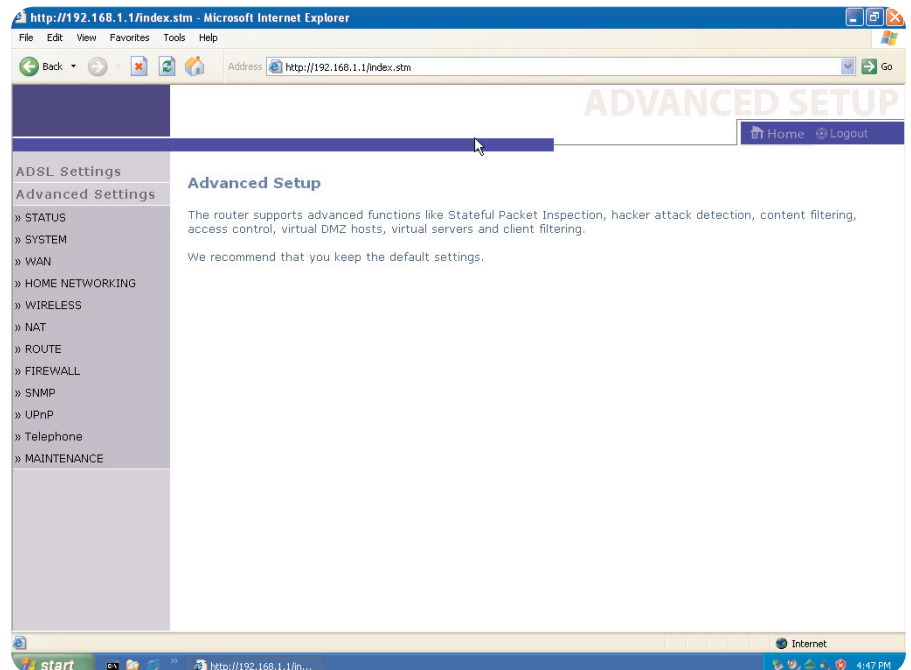 http://192.168.1.1/index.stm - Microsoft Internet Explorer
File Edit View Favorites Tools Help
Back
Address http://192.168.1.1/index.stm Go
ADVANCED SETUP
Home Logout
ADSL Settings
Advanced Settings
» STATUS
» SYSTEM
» WAN
» HOME NETWORKING
» WIRELESS
» NAT
» ROUTE
» FIREWALL
» SNMP
» UPnP
» Telephone
» MAINTENANCE
Advanced Setup
The router supports advanced functions like Stateful Packet Inspection, hacker attack detection, content filtering,
access control, virtual DMZ hosts, virtual servers and client filtering.
We recommend that you keep the default settings.
Internet
start » http://192.168.1.1/in... 4:47 PM